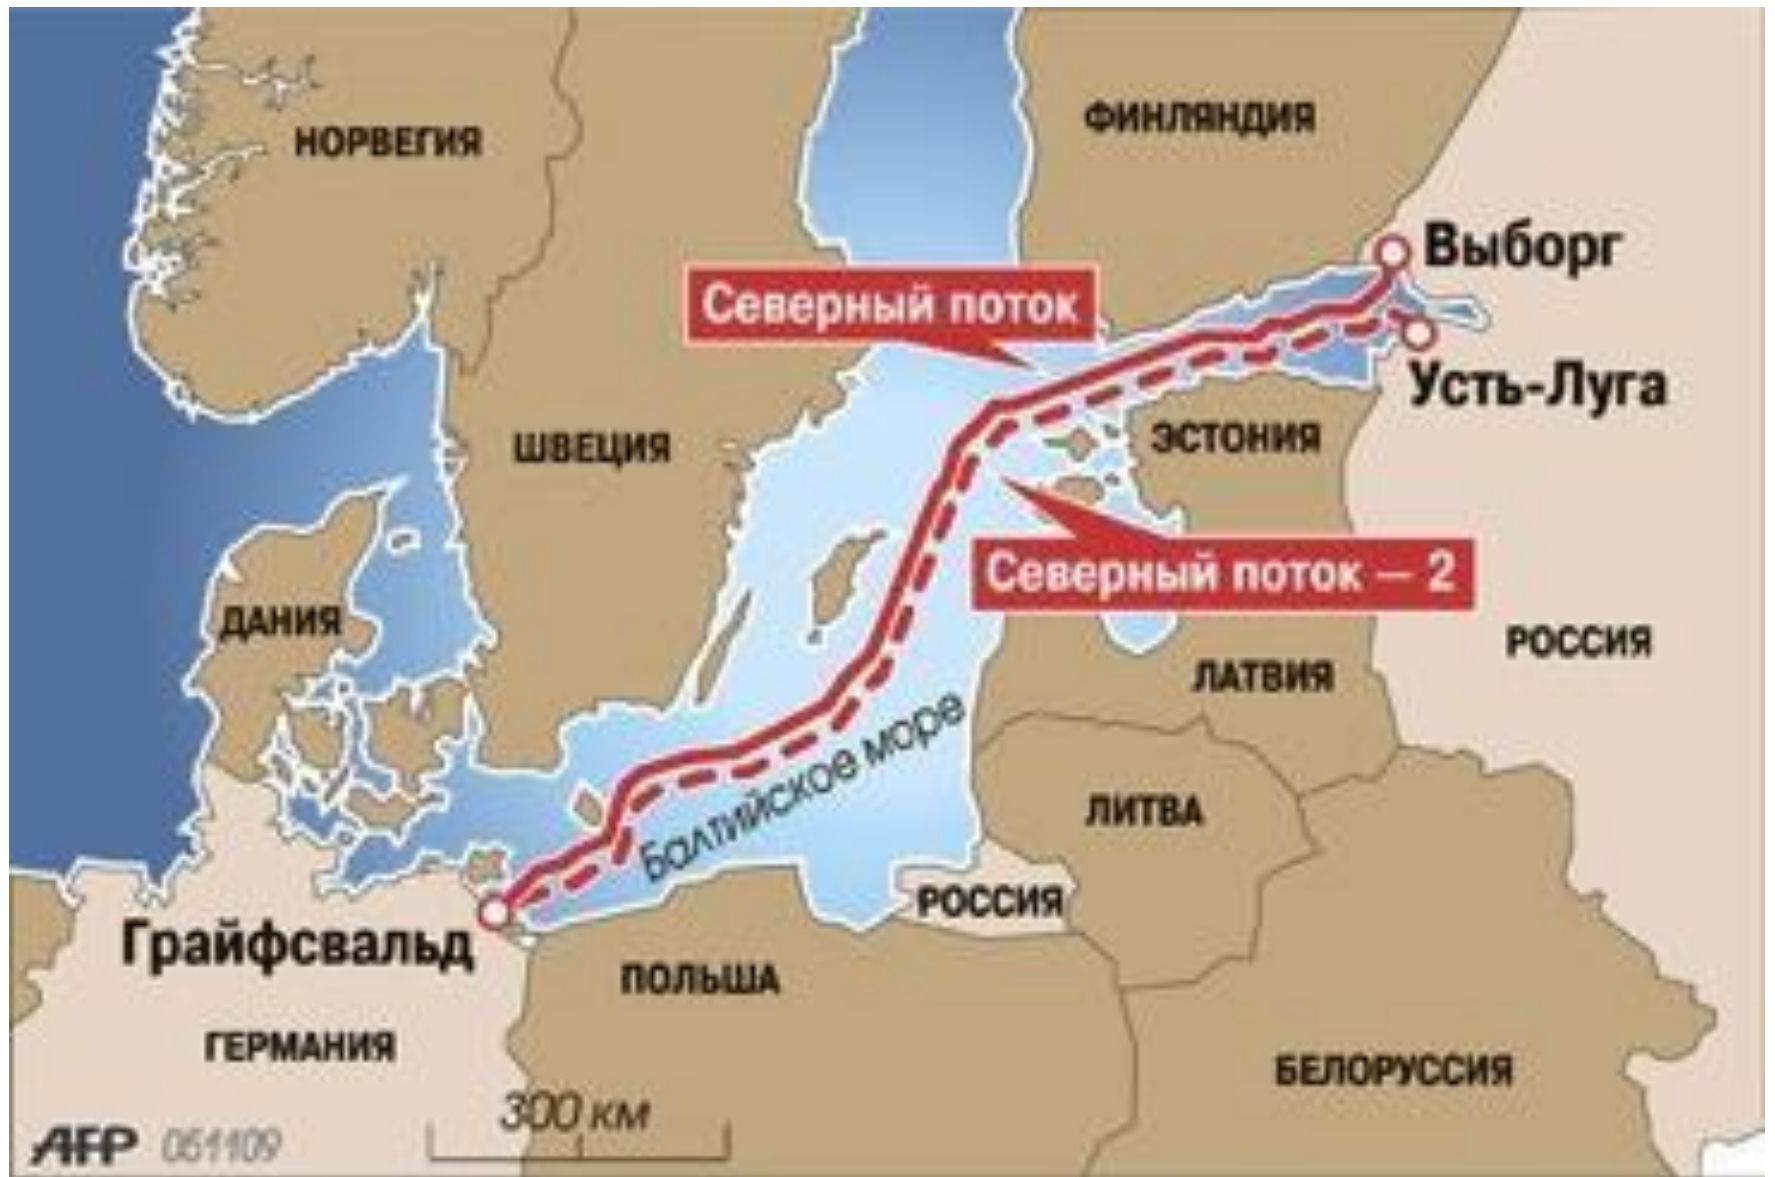 НОРВЕГИЯ
ФИНЛЯНДИЯ
Выборг
Северный поток
Усть-Луга
ШВЕЦИЯ
ЭСТОНИЯ
Северный поток – 2
ДАНИЯ
РОССИЯ
ЛАТВИЯ
Балтийское море
ЛИТВА
РОССИЯ
Грайфсвальд
ПОЛЬША
ГЕРМАНИЯ
БЕЛОРУССИЯ
300 км
AFP 051109